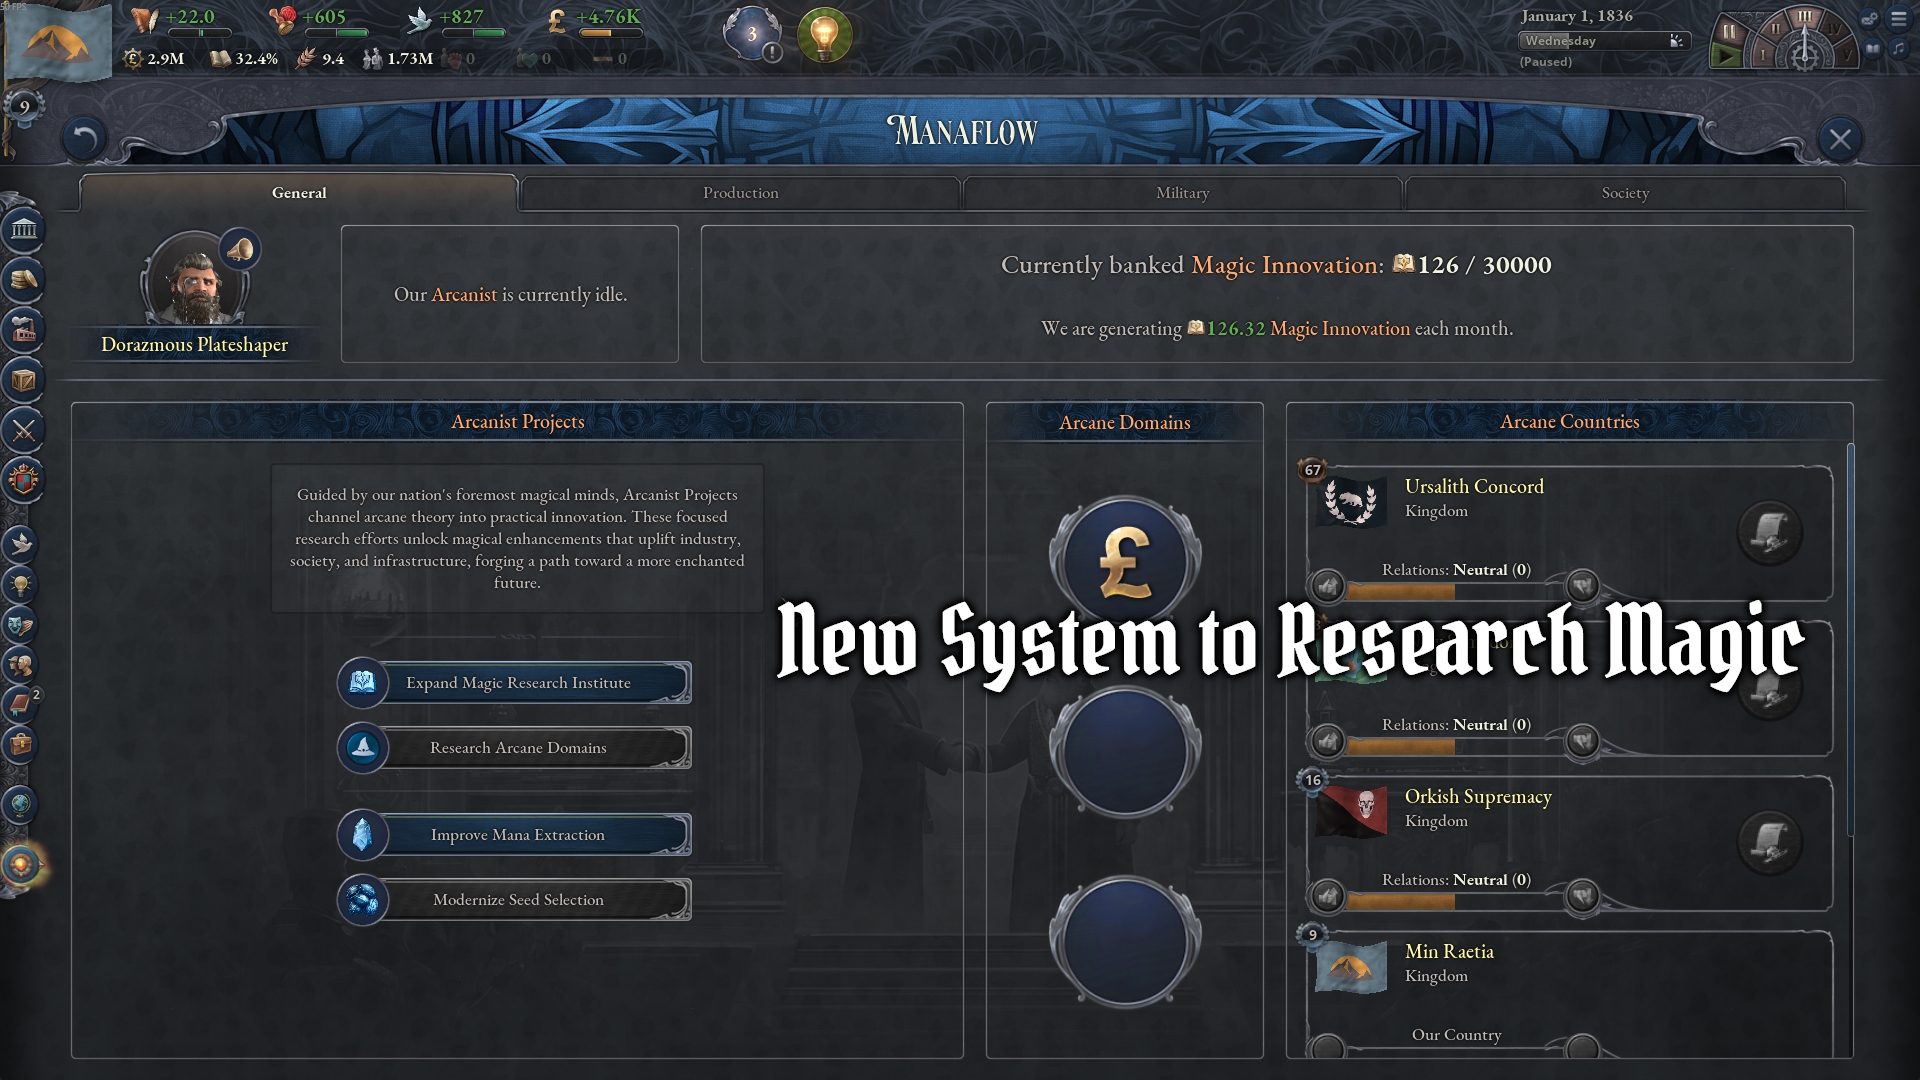 50 FPS
+22.0
+605
+827
+4.76K
2.9M
32.4%
9.4
1.73M
0
0
0
3
January 1, 1836
Wednesday
(Paused)
I
II
III
IV
V
9
Manaflow
General
Production
Military
Society
Dorazmous Plateshaper
Our Arcanist is currently idle.
Currently banked Magic Innovation: 126 / 30000
We are generating 126.32 Magic Innovation each month.
Arcanist Projects
Guided by our nation's foremost magical minds, Arcanist Projects
channel arcane theory into practical innovation. These focused
research efforts unlock magical enhancements that uplift industry,
society, and infrastructure, forging a path toward a more enchanted
future.
Expand Magic Research Institute
Research Arcane Domains
Improve Mana Extraction
Modernize Seed Selection
2
Arcane Domains
£
Arcane Countries
67
Ursalith Concord
Kingdom
Relations: Neutral (0)
New System to Research Magic
Relations: Neutral (0)
16
Orkish Supremacy
Kingdom
Relations: Neutral (0)
9
Min Raetia
Kingdom
Our Country